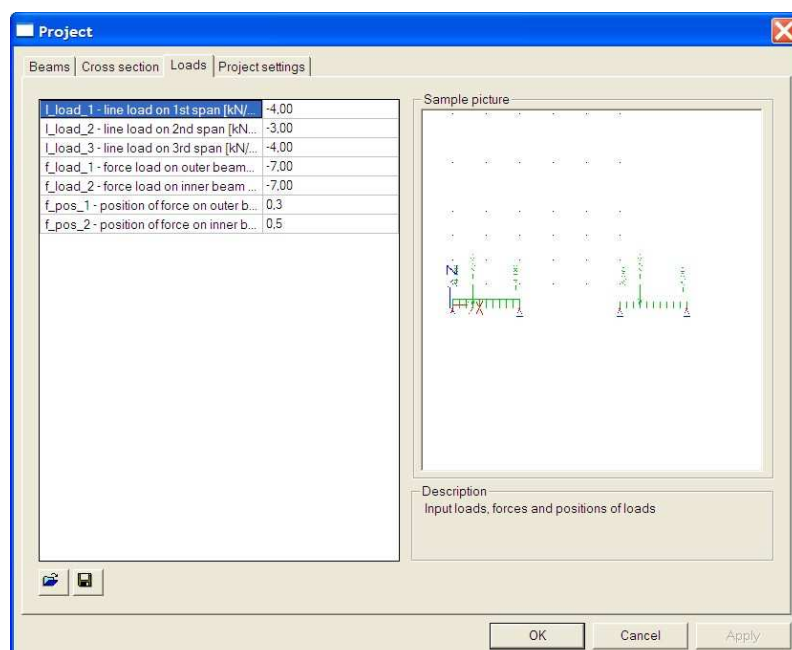 Project
Beams Cross section Loads Project settings
l_load_1 - line load on 1st span [kN/... -4,00
l_load_2 - line load on 2nd span [kN... -3,00
l_load_3 - line load on 3rd span [kN/... -4,00
f_load_1 - force load on outer beam... -7,00
f_load_2 - force load on inner beam ... -7,00
f_pos_1 - position of force on outer b... 0,3
f_pos_2 - position of force on inner b... 0,5
Sample picture
Z
X
Description
Input loads, forces and positions of loads
OK Cancel Apply